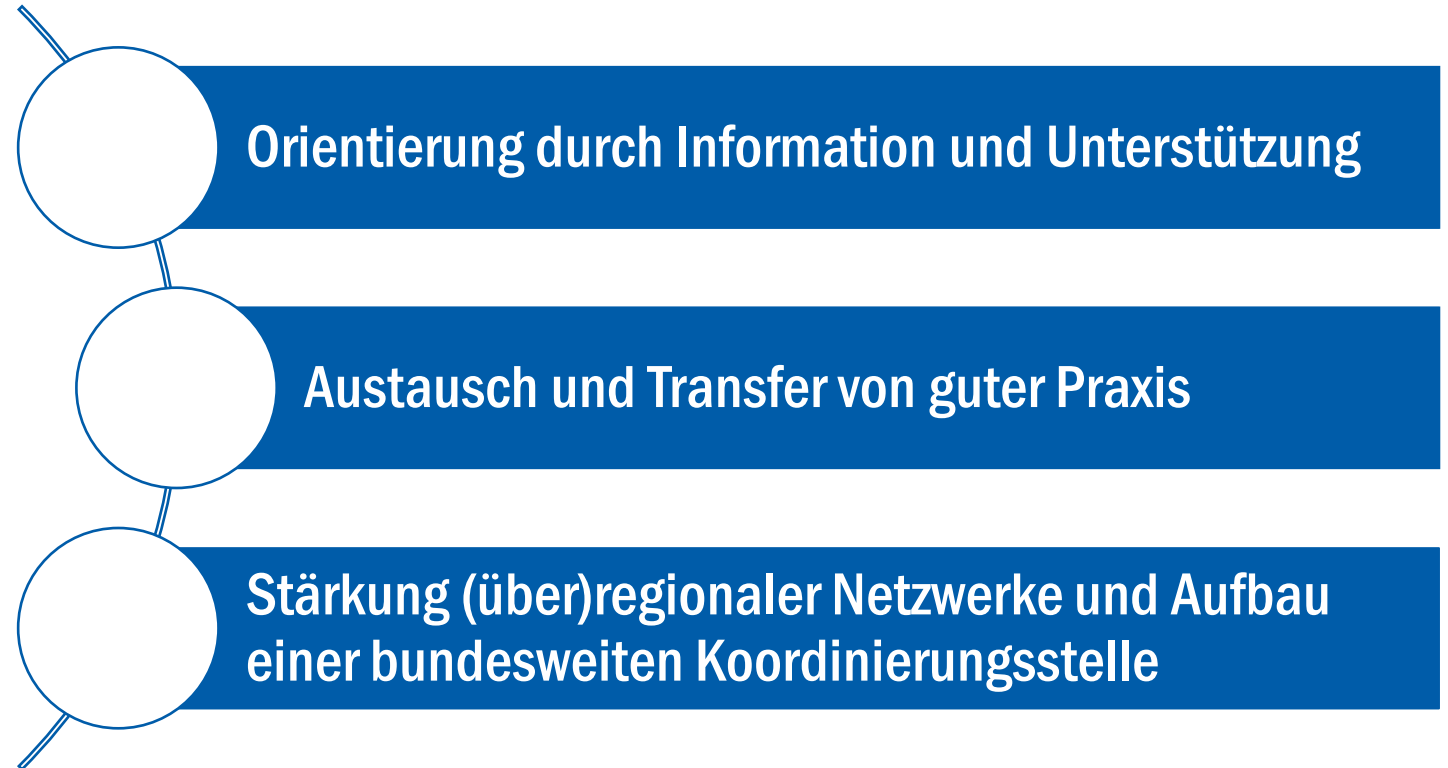 Orientierung durch Information und Unterstützung
Austausch und Transfer von guter Praxis
Stärkung (über)regionaler Netzwerke und Aufbau
einer bundesweiten Koordinierungsstelle